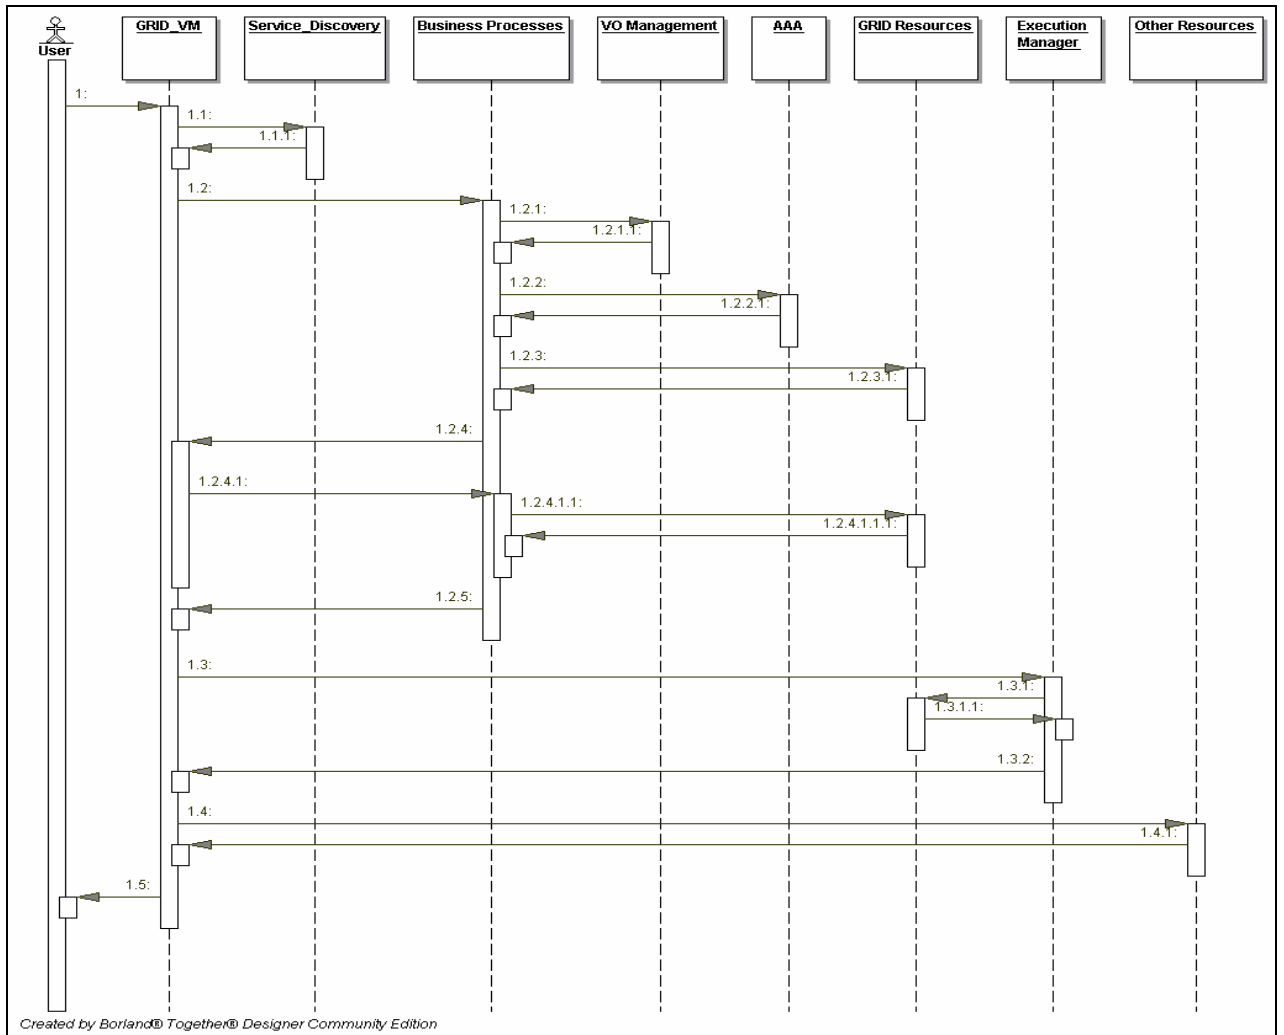 User
GRID_VM
Service_Discovery
Business Processes
VO Management
AAA
GRID Resources
Execution
Manager
Other Resources
1:
1.1:
1.1.1:
1.2:
1.2.1:
1.2.1.1:
1.2.2:
1.2.2.1:
1.2.3:
1.2.3.1:
1.2.4:
1.2.4.1:
1.2.4.1.1:
1.2.4.1.1.1:
1.2.5:
1.3:
1.3.1:
1.3.1.1:
1.3.2:
1.4:
1.4.1:
1.5:
Created by Borland® Together® Designer Community Edition